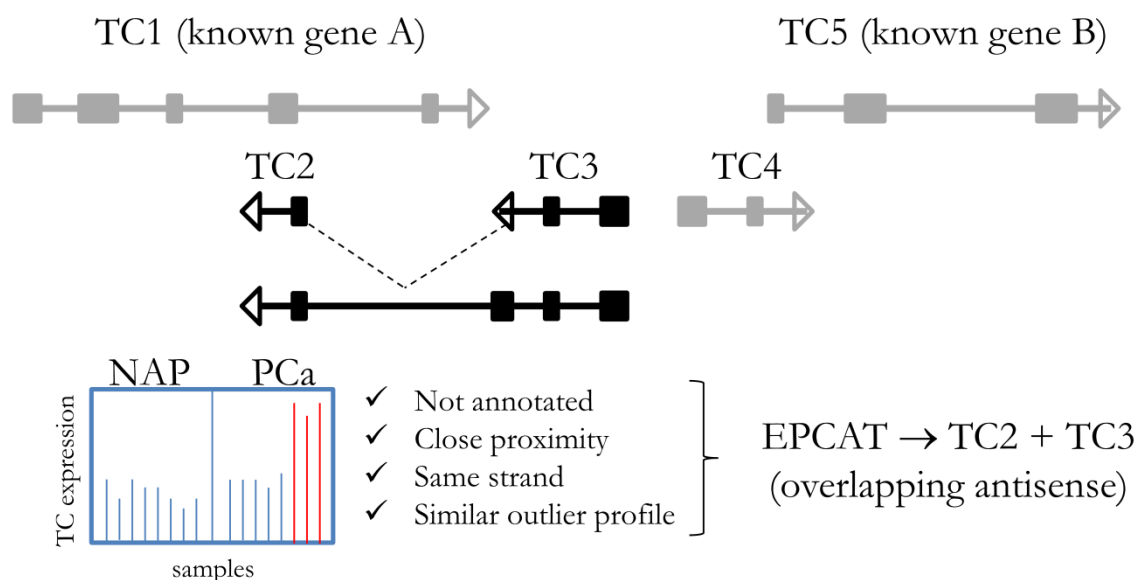 TC1 (known gene A)
TC5 (known gene B)
TC2
TC3
TC4
NAP
PCa
TC expression
samples
✓ Not annotated
✓ Close proximity
✓ Same strand
✓ Similar outlier profile
EPCAT → TC2 + TC3
(overlapping antisense)